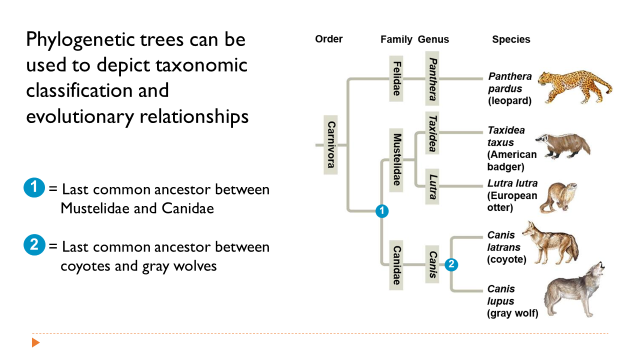 Phylogenetic trees can be
used to depict taxonomic
classification and
evolutionary relationships
1 = Last common ancestor between
Mustelidae and Canidae
2 = Last common ancestor between
coyotes and gray wolves
Order
Family
Genus
Species
Carnivora
Felidae
Panthera
Panthera
pardus
(leopard)
Mustelidae
Taxidea
Taxidea
taxus
(American
badger)
Lutra
Lutra lutra
(European
otter)
1
Canidae
Canis
2
Canis
latrans
(coyote)
Canis
lupus
(gray wolf)